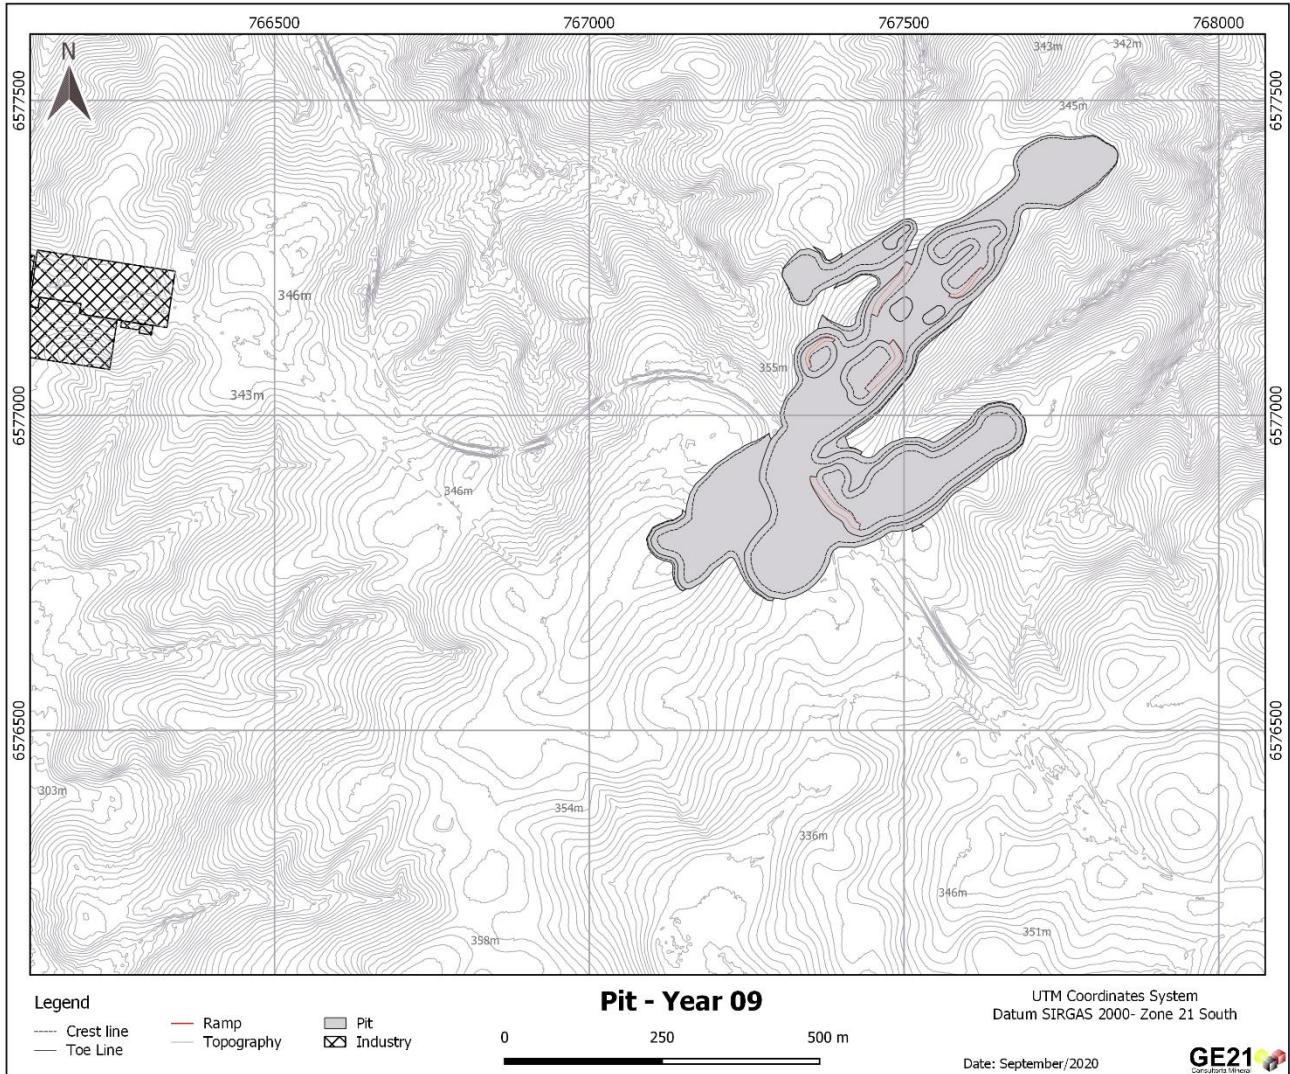 766500 767000 767500 768000
343m 342m
N
6577500 6577500
345m
346m
355m
343m
6577000 6577000
346m
6576500 6576500
303m
354m
336m
346m
351m
358m
Legend
Crest line
Toe Line
Ramp
Topography
Pit
Industry
Pit - Year 09
0 250 500 m
UTM Coordinates System
Datum SIRGAS 2000- Zone 21 South
Date: September/2020
GE21
Consultoria Mineral